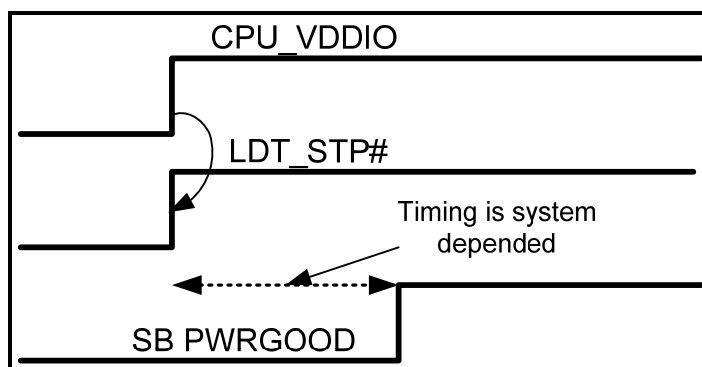 CPU_VDDIO
LDT_STP#
Timing is system
depended
SB PWRGOOD